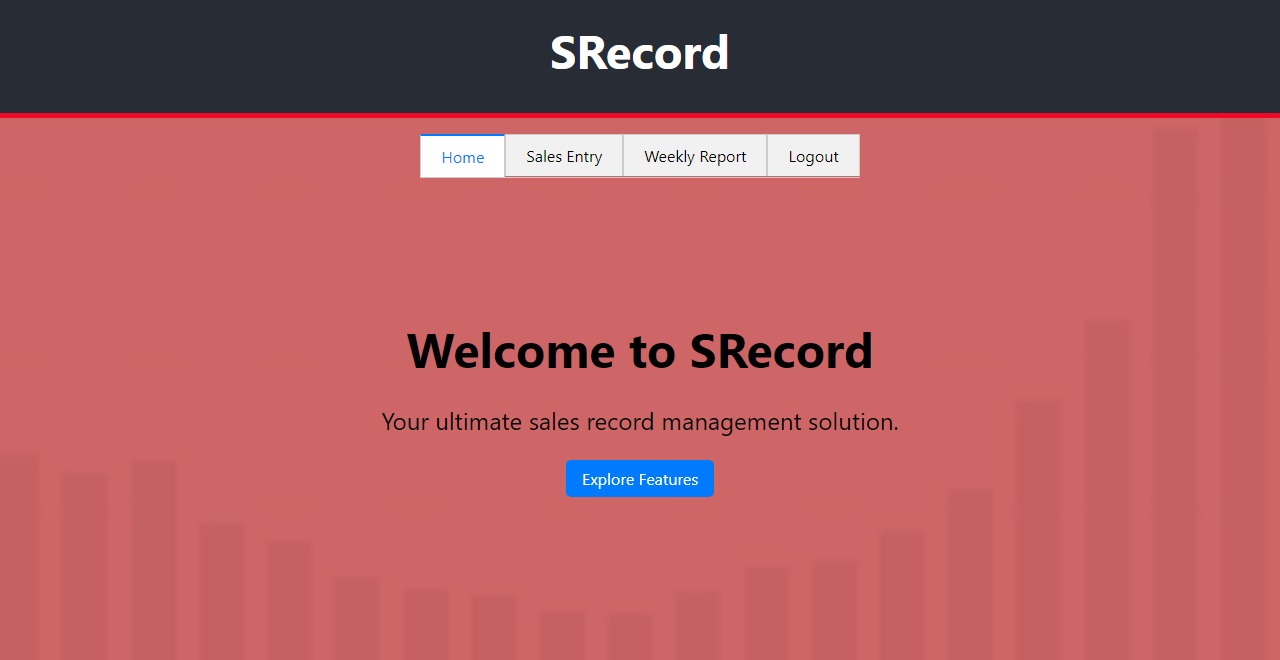 SRecord
Home Sales Entry Weekly Report Logout
Welcome to SRecord
Your ultimate sales record management solution.
Explore Features